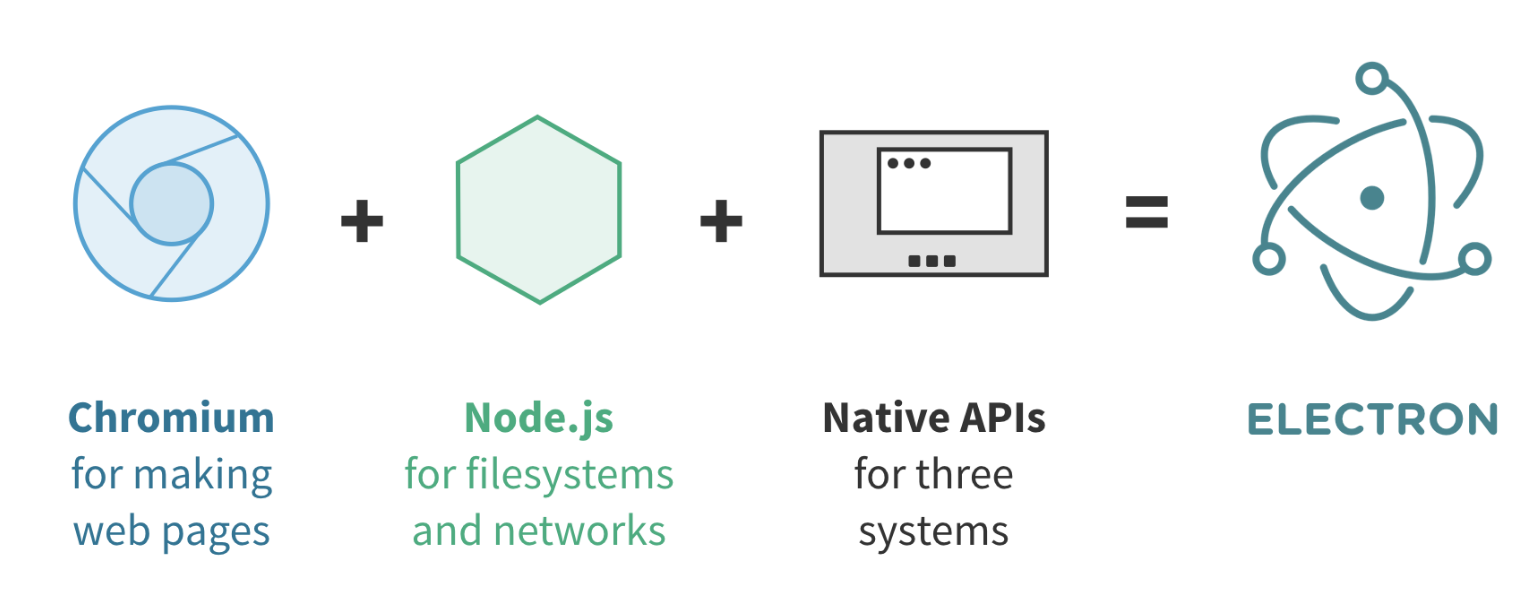 Chromium
for making
web pages
Node.js
for filesystems
and networks
Native APIs
for three
systems
ELECTRON